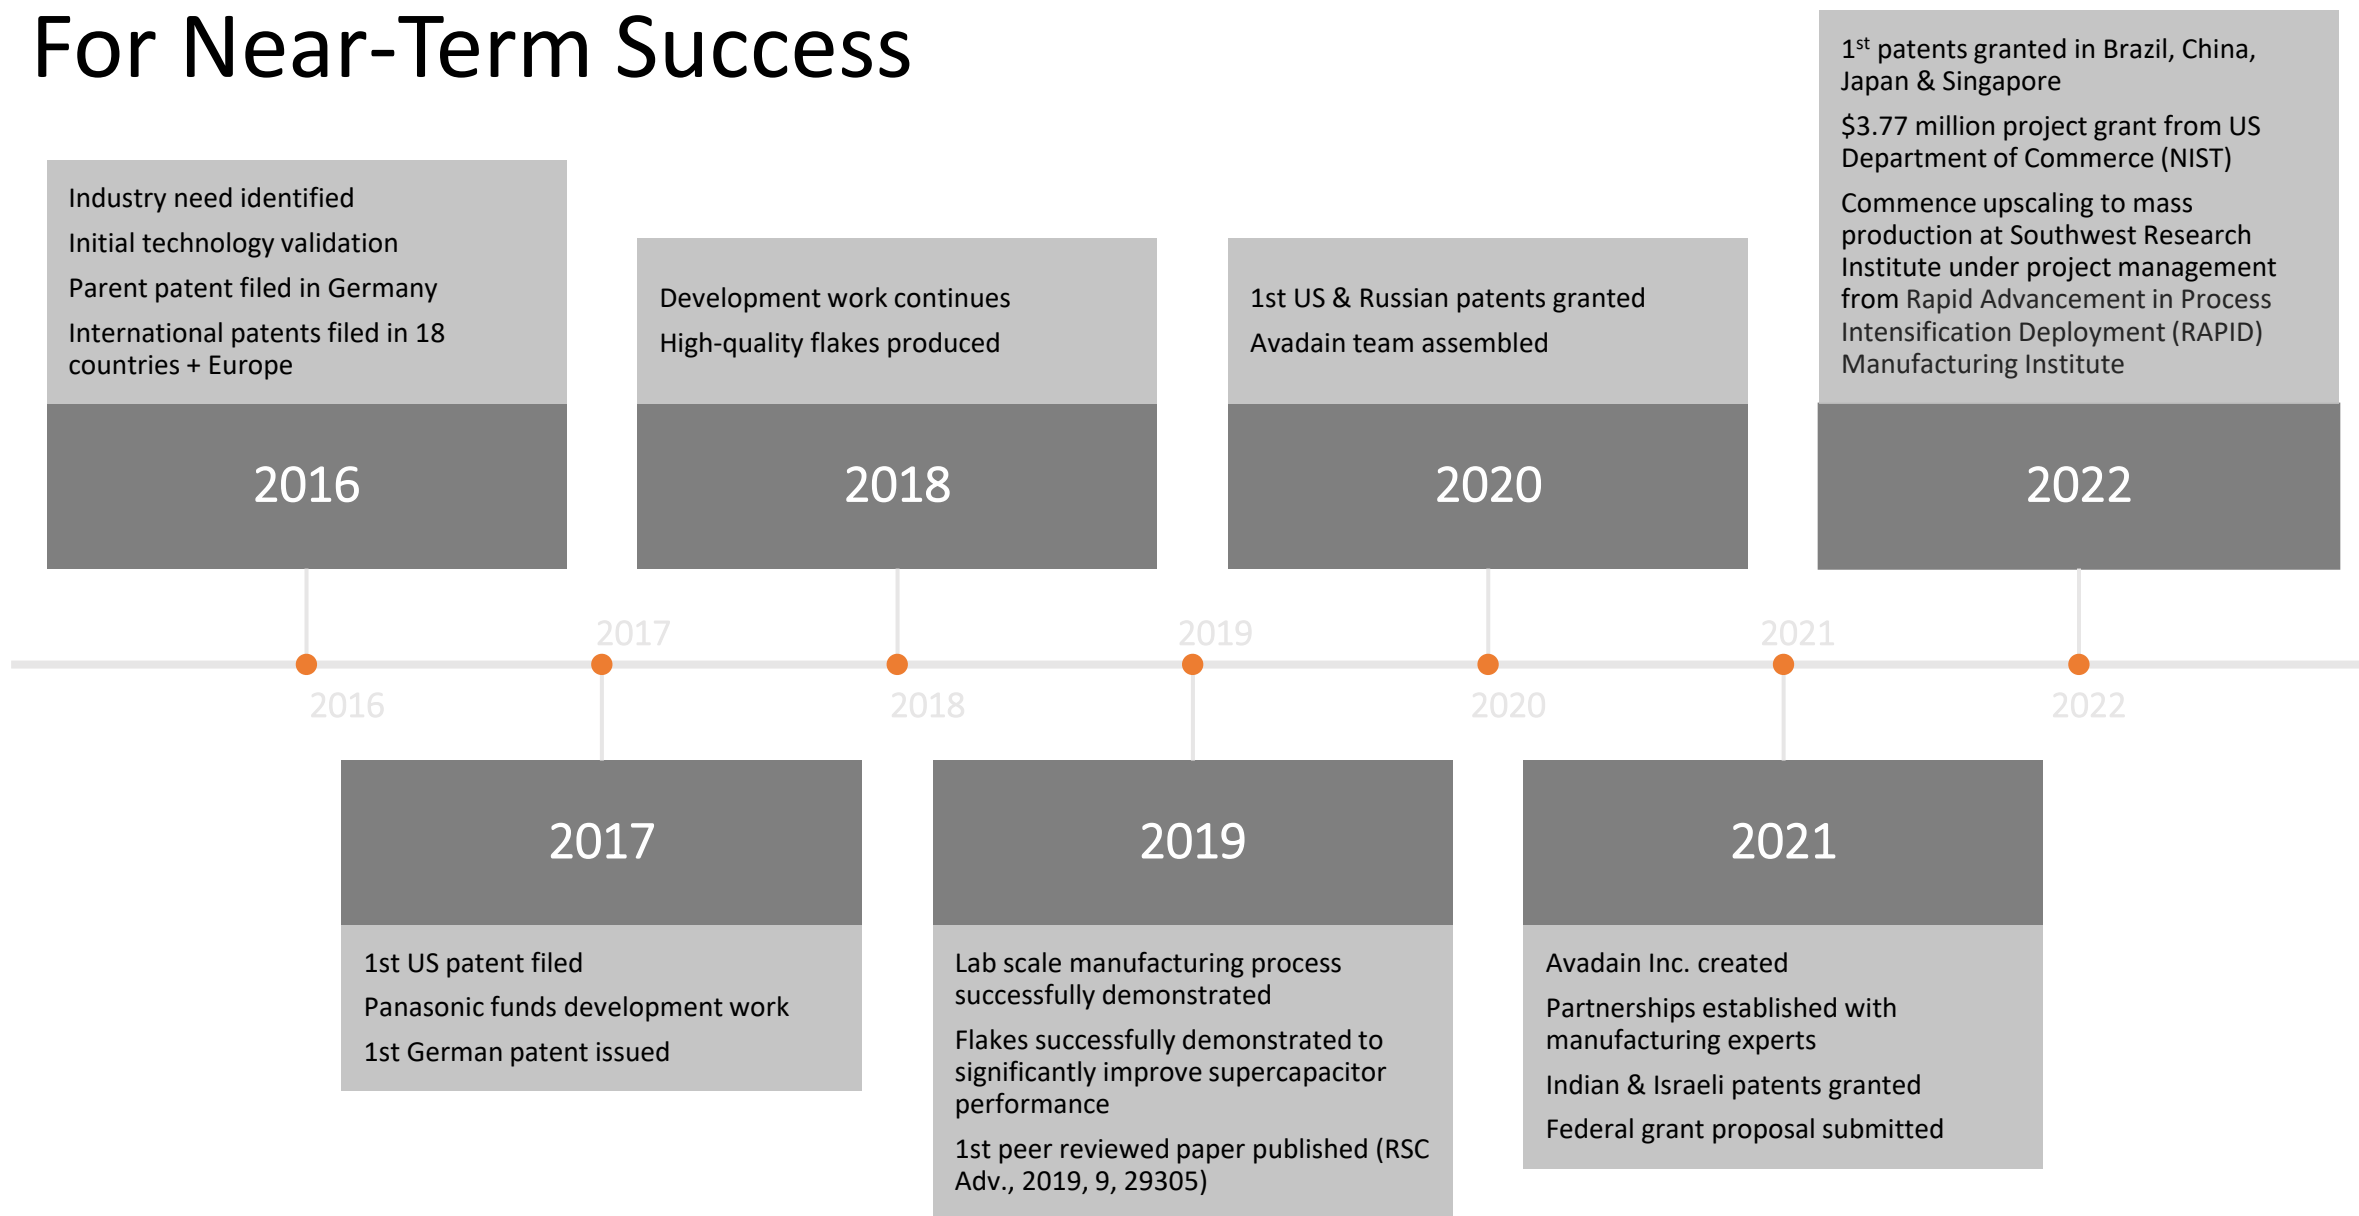 For Near-Term Success
Industry need identified
Initial technology validation
Parent patent filed in Germany
International patents filed in 18
countries + Europe
2016
Development work continues
High-quality flakes produced
2018
1st US & Russian patents granted
Avadain team assembled
2020
1st patents granted in Brazil, China,
Japan & Singapore
$3.77 million project grant from US
Department of Commerce (NIST)
Commence upscaling to mass
production at Southwest Research
Institute under project management
from Rapid Advancement in Process
Intensification Deployment (RAPID)
Manufacturing Institute
2022
2017
2019
2021
2016
2018
2020
2022
2017
1st US patent filed
Panasonic funds development work
1st German patent issued
2019
Lab scale manufacturing process
successfully demonstrated
Flakes successfully demonstrated to
significantly improve supercapacitor
performance
1st peer reviewed paper published (RSC
Adv., 2019, 9, 29305)
2021
Avadain Inc. created
Partnerships established with
manufacturing experts
Indian & Israeli patents granted
Federal grant proposal submitted